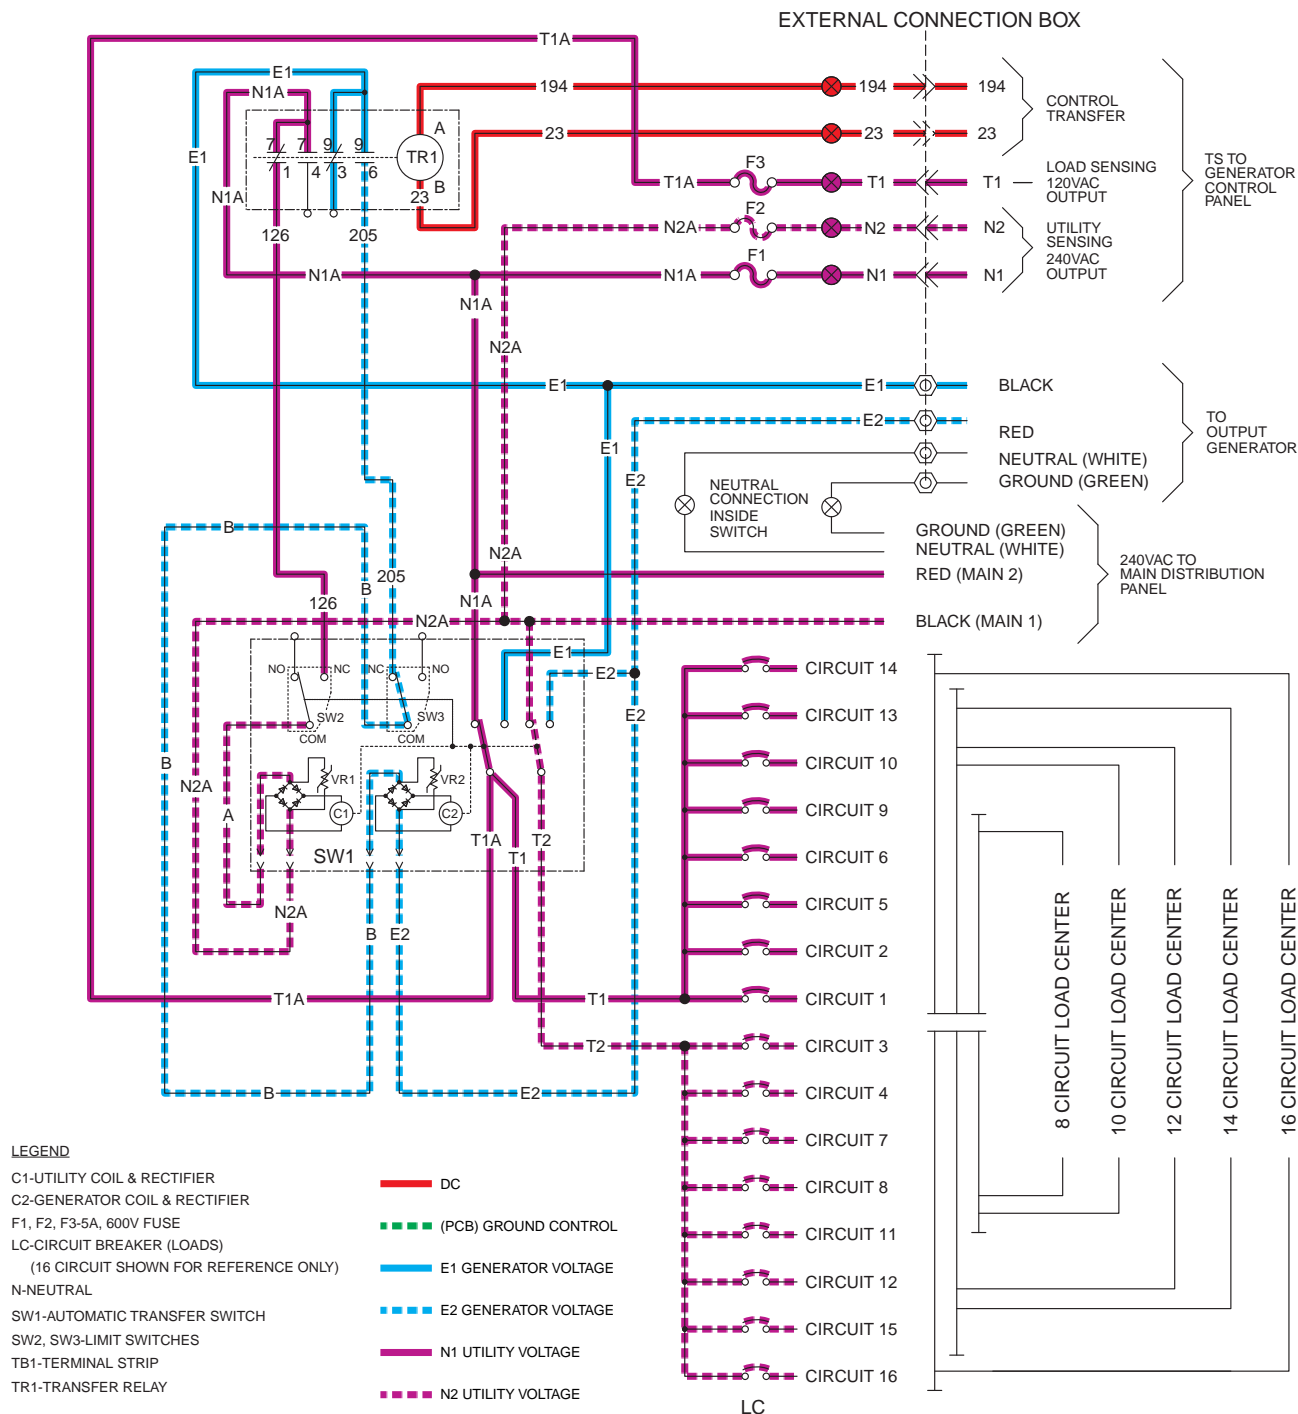 EXTERNAL CONNECTION BOX
T1A
E1
N1A
194
194
194
CONTROL
TRANSFER
23
23
23
A
TR1
B
23
7
7
9
9
1
4
3
6
E1
N1A
126
205
F3
T1A
T1
T1
LOAD SENSING
120VAC
OUTPUT
F2
N2A
N2
N2
UTILITY
SENSING
240VAC
OUTPUT
F1
N1A
N1A
N1
N1
TS TO
GENERATOR
CONTROL
PANEL
N1A
N2A
E1
E1
BLACK
E2
RED
NEUTRAL (WHITE)
GROUND (GREEN)
TO
OUTPUT
GENERATOR
E1
E2
NEUTRAL
CONNECTION
INSIDE
SWITCH
GROUND (GREEN)
NEUTRAL (WHITE)
RED (MAIN 2)
BLACK (MAIN 1)
240VAC TO
MAIN DISTRIBUTION
PANEL
B
N2A
205
B
126
N1A
N2A
E1
E2
E2
NO
NC
NC
NO
SW2
SW3
COM
COM
B
N2A
A
VR1
VR2
C1
C2
T1A
T1
T2
SW1
N2A
B
E2
T1A
T1
T2
B
E2
CIRCUIT 14
CIRCUIT 13
CIRCUIT 10
CIRCUIT 9
CIRCUIT 6
CIRCUIT 5
CIRCUIT 2
CIRCUIT 1
CIRCUIT 3
CIRCUIT 4
CIRCUIT 7
CIRCUIT 8
CIRCUIT 11
CIRCUIT 12
CIRCUIT 15
CIRCUIT 16
LC
8 CIRCUIT LOAD CENTER
10 CIRCUIT LOAD CENTER
12 CIRCUIT LOAD CENTER
14 CIRCUIT LOAD CENTER
16 CIRCUIT LOAD CENTER
LEGEND
C1-UTILITY COIL & RECTIFIER
C2-GENERATOR COIL & RECTIFIER
F1, F2, F3-5A, 600V FUSE
LC-CIRCUIT BREAKER (LOADS)
(16 CIRCUIT SHOWN FOR REFERENCE ONLY)
N-NEUTRAL
SW1-AUTOMATIC TRANSFER SWITCH
SW2, SW3-LIMIT SWITCHES
TB1-TERMINAL STRIP
TR1-TRANSFER RELAY
DC
(PCB) GROUND CONTROL
E1 GENERATOR VOLTAGE
E2 GENERATOR VOLTAGE
N1 UTILITY VOLTAGE
N2 UTILITY VOLTAGE